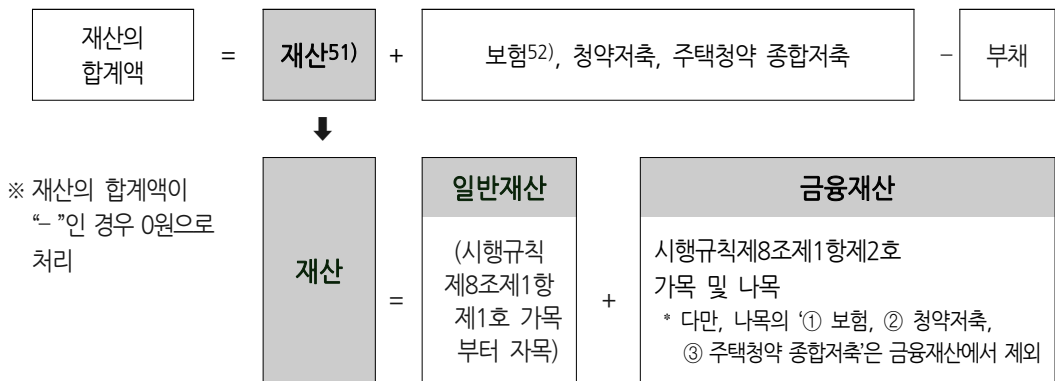 재산의
합계액
=
재산51)
+
보험52), 청약저축, 주택청약 종합저축
−
부채
⬇
※ 재산의 합계액이
“− ”인 경우 0원으로
처리
재산
=
일반재산
(시행규칙
제8조제1항
제1호 가목
부터 자목)
+
금융재산
시행규칙제8조제1항제2호
가목 및 나목
* 다만, 나목의 ‘① 보험, ② 청약저축,
③ 주택청약 종합저축’은 금융재산에서 제외